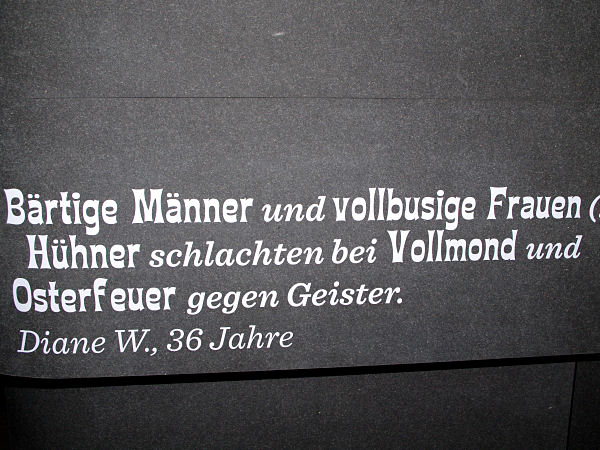 Bärtige Männer und vollbusige Frauen (
Hühner schlachten bei Vollmond und
Osterfeuer gegen Geister.
Diane W., 36 Jahre